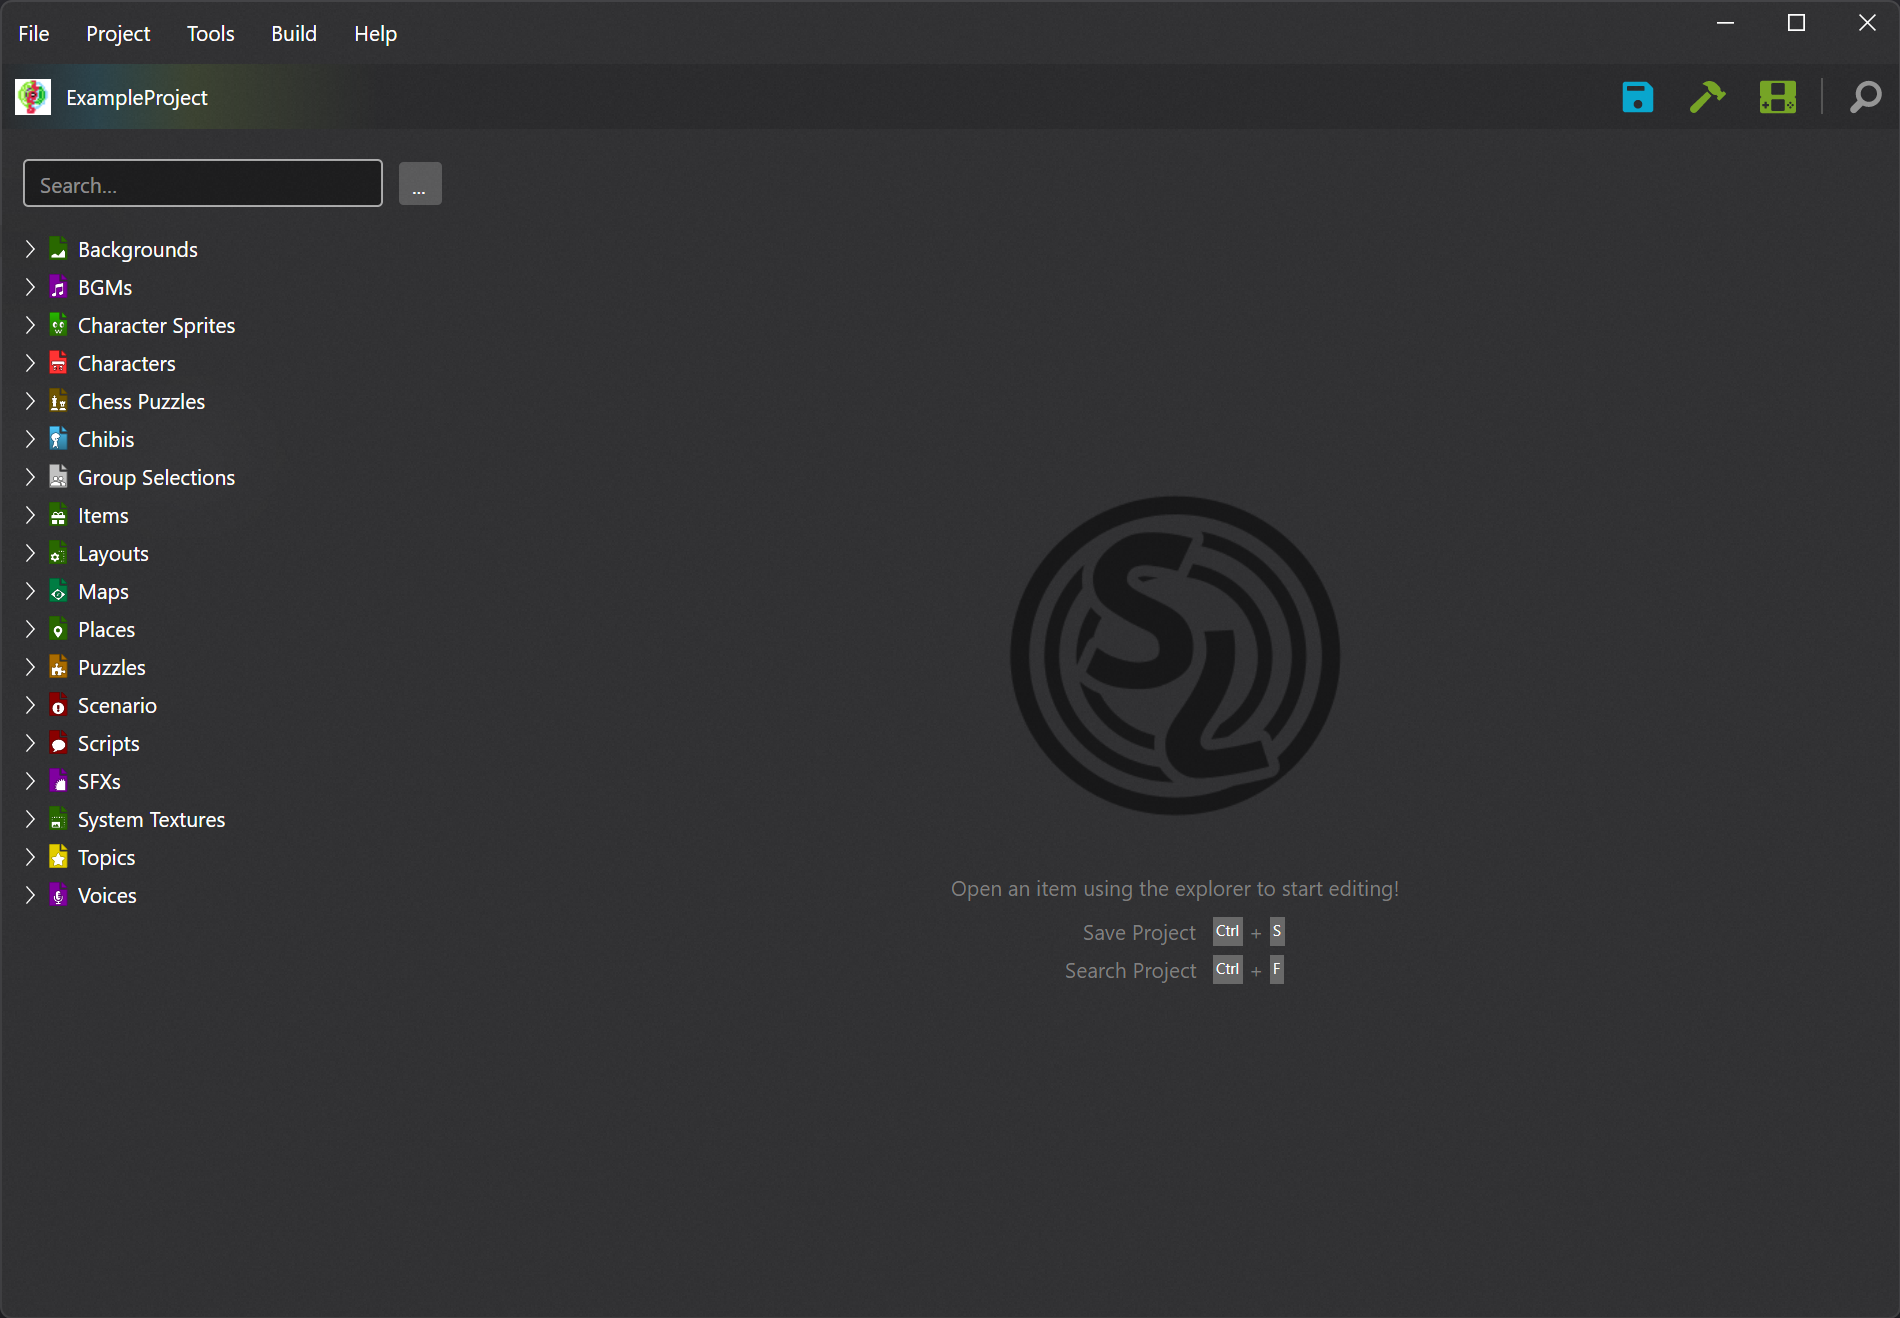 File Project Tools Build Help
ExampleProject
Search... ...
Backgrounds
BGMs
Character Sprites
Characters
Chess Puzzles
Chibis
Group Selections
Items
Layouts
Maps
Places
Puzzles
Scenario
Scripts
SFXs
System Textures
Topics
Voices
SL
Open an item using the explorer to start editing!
Save Project Ctrl + S
Search Project Ctrl + F